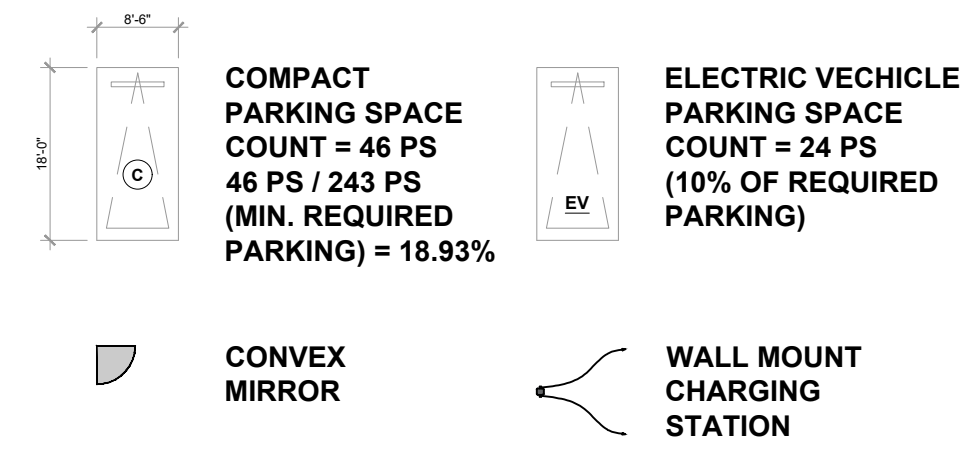 8'-6"
18'-0"
C
COMPACT
PARKING SPACE
COUNT = 46 PS
46 PS / 243 PS
(MIN. REQUIRED
PARKING) = 18.93%
EV
ELECTRIC VECHICLE
PARKING SPACE
COUNT = 24 PS
(10% OF REQUIRED
PARKING)
CONVEX
MIRROR
WALL MOUNT
CHARGING
STATION